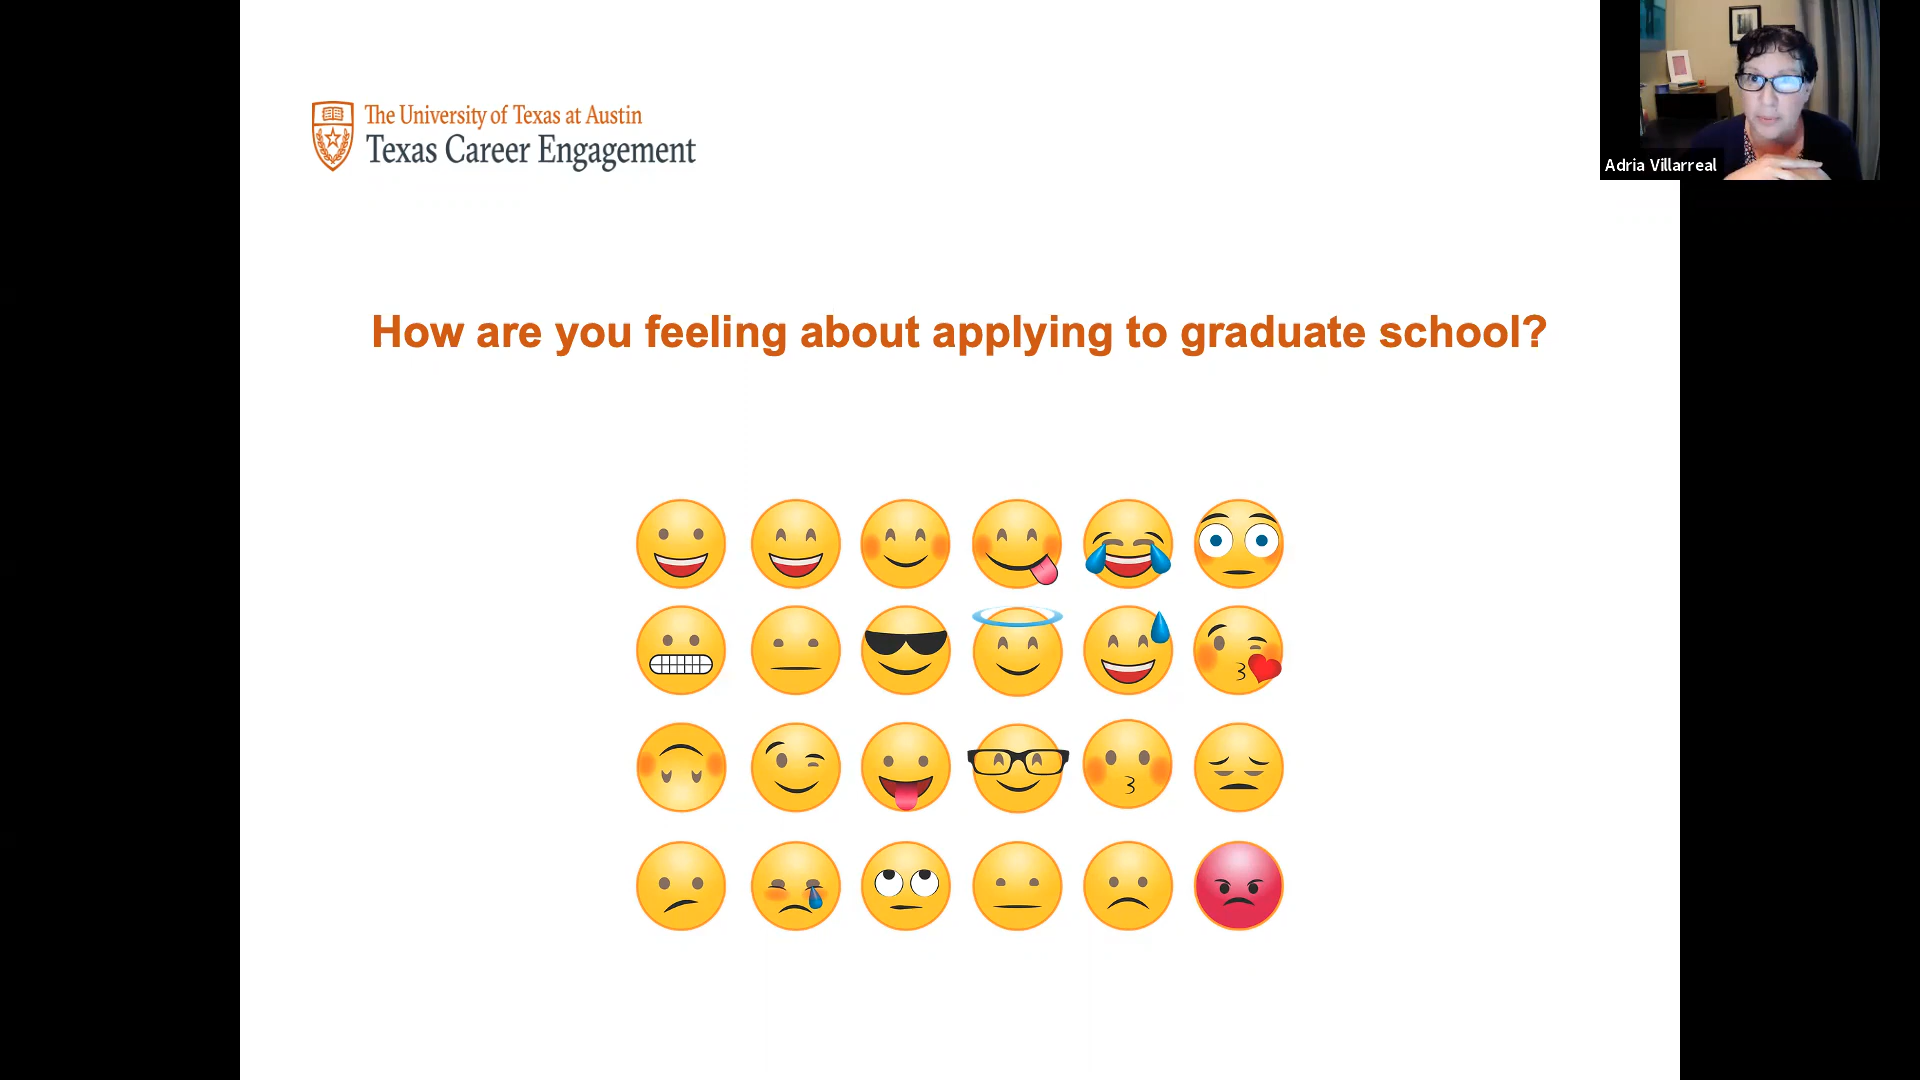 The University of Texas at Austin
Texas Career Engagement
Adria Villarreal
How are you feeling about applying to graduate school?